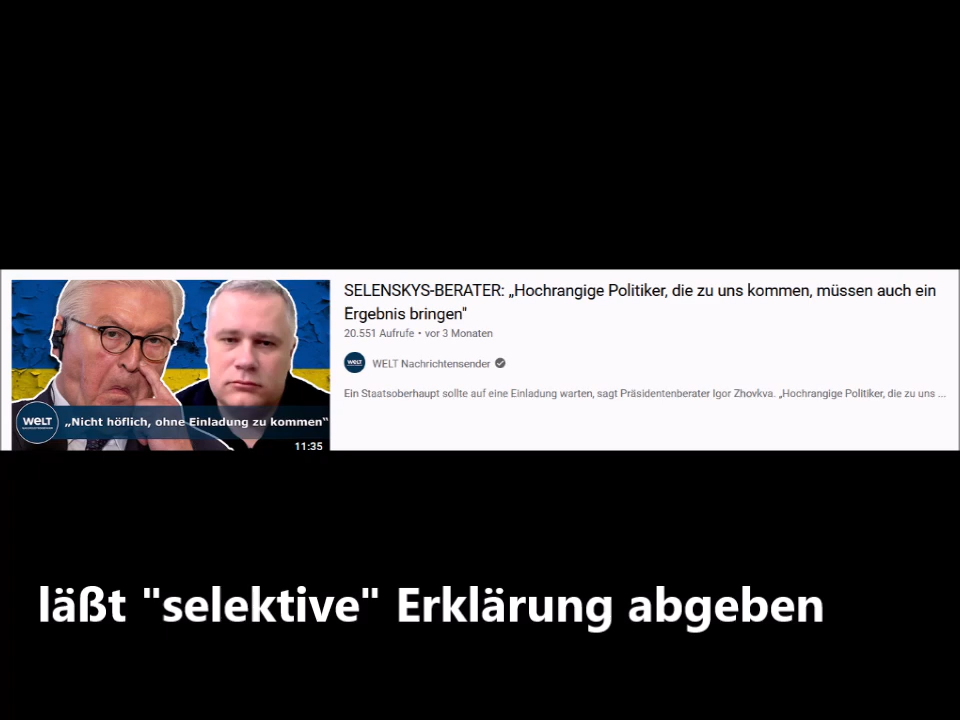 SELENSKYS-BERATER: „Hochrangige Politiker, die zu uns kommen, müssen auch ein
Ergebnis bringen"
20.551 Aufrufe • vor 3 Monaten
WELT WELT Nachrichtensender
Ein Staatsoberhaupt sollte auf eine Einladung warten, sagt Präsidentenberater Igor Zhovkva. „Hochrangige Politiker, die zu uns ...
WELT „Nicht höflich, ohne Einladung zu kommen“
11:35
läßt "selektive" Erklärung abgeben